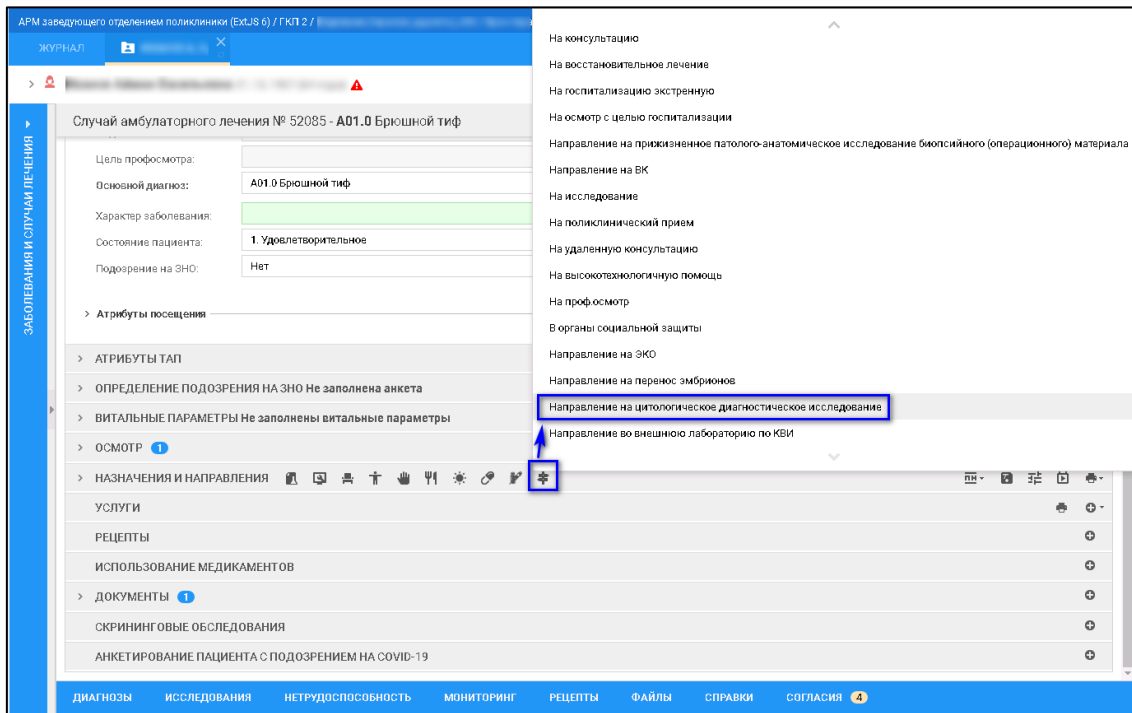 АРМ заведующего отделением поликлиники (ExtJS 6) / ГКП 2 /
ЖУРНАЛ
Случай амбулаторного лечения № 52085 - А01.0 Брюшной тиф
ЗАБОЛЕВАНИЯ И СЛУЧАИ ЛЕЧЕНИЯ
Цель профосмотра:
Основной диагноз: А01.0 Брюшной тиф
Характер заболевания:
Состояние пациента: 1. Удовлетворительное
Подозрение на ЗНО: Нет
Атрибуты посещения
АТРИБУТЫ ТАП
ОПРЕДЕЛЕНИЕ ПОДОЗРЕНИЯ НА ЗНО Не заполнена анкета
ВИТАЛЬНЫЕ ПАРАМЕТРЫ Не заполнены витальные параметры
ОСМОТР 1
НАЗНАЧЕНИЯ И НАПРАВЛЕНИЯ ПН
УСЛУГИ
РЕЦЕПТЫ
ИСПОЛЬЗОВАНИЕ МЕДИКАМЕНТОВ
ДОКУМЕНТЫ 1
СКРИНИНГОВЫЕ ОБСЛЕДОВАНИЯ
АНКЕТИРОВАНИЕ ПАЦИЕНТА С ПОДОЗРЕНИЕМ НА COVID-19
На консультацию
На восстановительное лечение
На госпитализацию экстренную
На осмотр с целью госпитализации
Направление на прижизненное патолого-анатомическое исследование биопсийного (операционного) материала
Направление на ВК
На исследование
На поликлинический прием
На удаленную консультацию
На высокотехнологичную помощь
На проф.осмотр
В органы социальной защиты
Направление на ЭКО
Направление на перенос эмбрионов
Направление на цитологическое диагностическое исследование
Направление во внешнюю лабораторию по КВИ
ДИАГНОЗЫ ИССЛЕДОВАНИЯ НЕТРУДОСПОСОБНОСТЬ МОНИТОРИНГ РЕЦЕПТЫ ФАЙЛЫ СПРАВКИ СОГЛАСИЯ 4